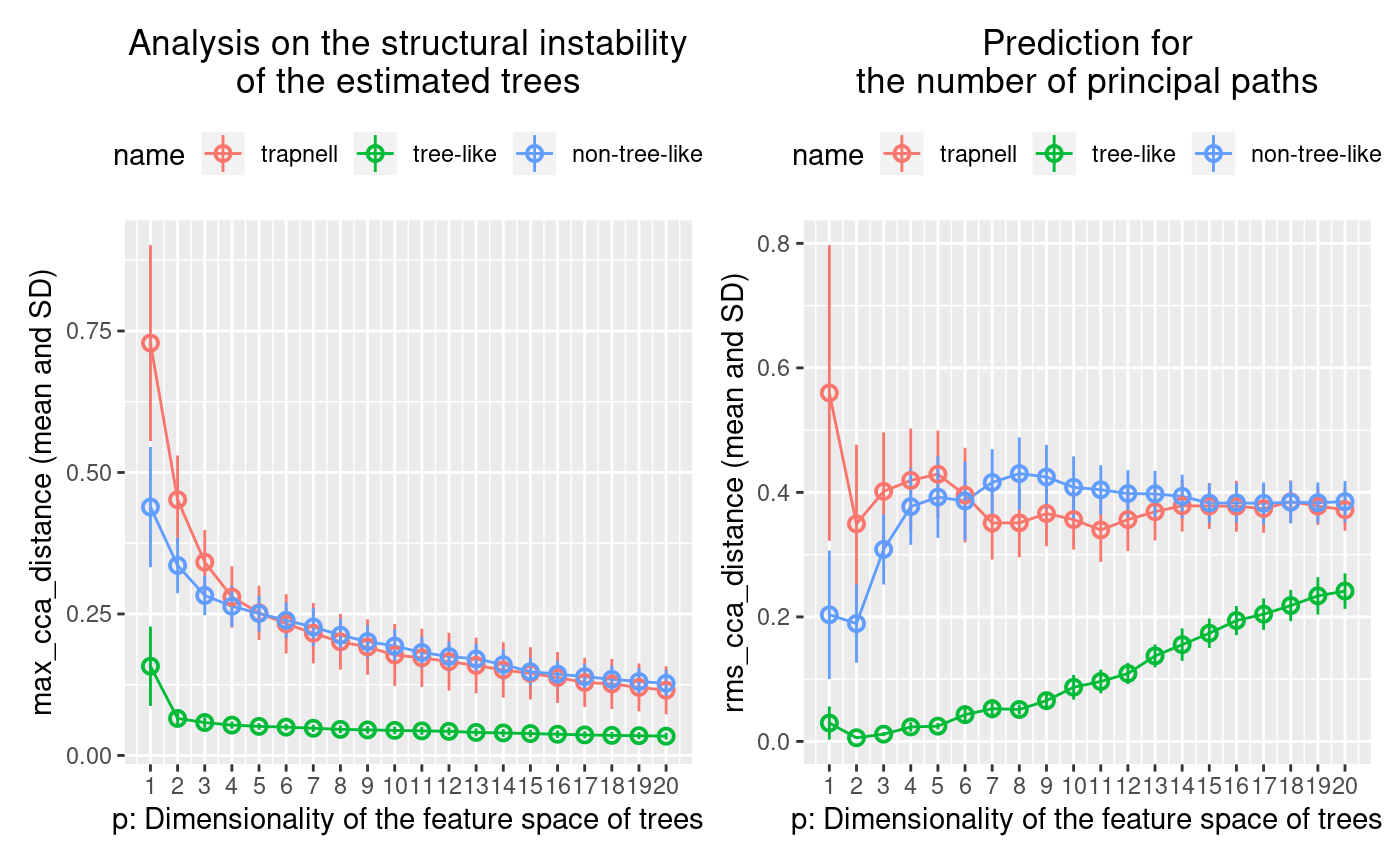 Analysis on the structural instability
of the estimated trees
name trapnell tree-like non-tree-like
max_cca_distance (mean and SD)
0.75
0.50
0.25
0.00
1 2 3 4 5 6 7 8 9 10 11 12 13 14 15 16 17 18 19 20
p: Dimensionality of the feature space of trees
Prediction for
the number of principal paths
name trapnell tree-like non-tree-like
rms_cca_distance (mean and SD)
0.8
0.6
0.4
0.2
0.0
1 2 3 4 5 6 7 8 9 10 11 12 13 14 15 16 17 18 19 20
p: Dimensionality of the feature space of trees